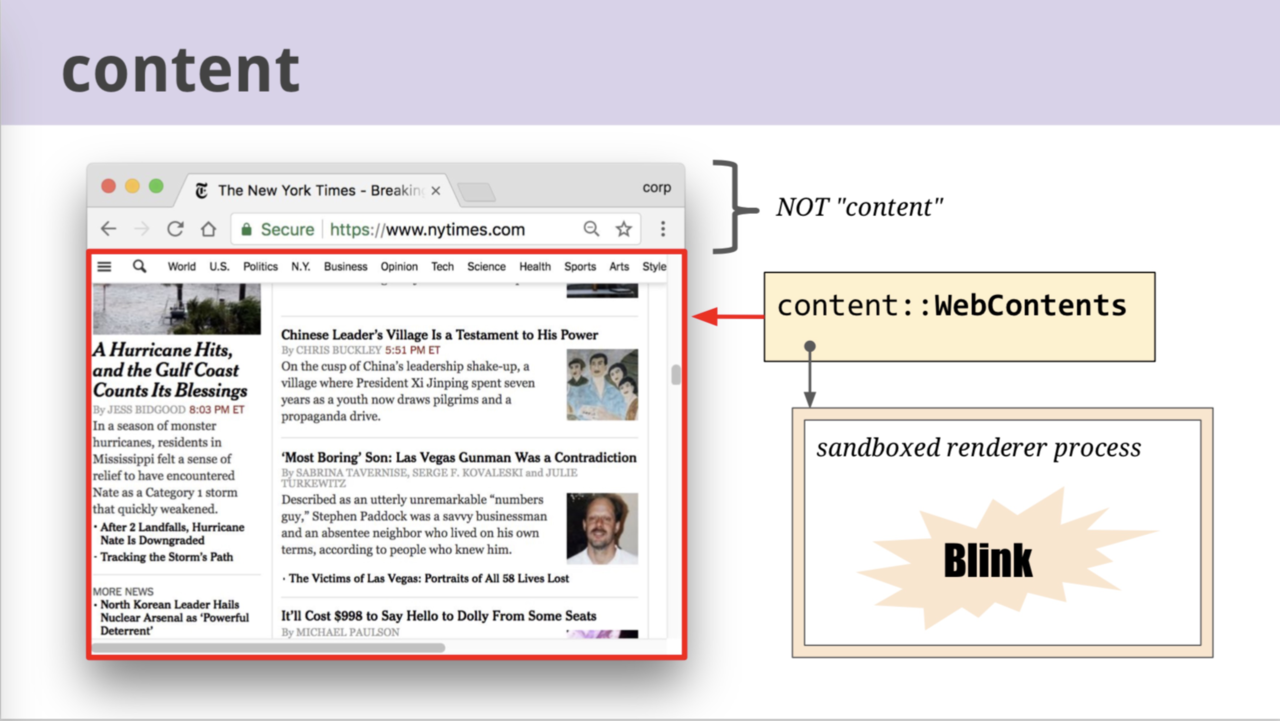 content
The New York Times - Breaking
corp
Secure https://www.nytimes.com
NOT "content"
World U.S. Politics N.Y. Business Opinion Tech Science Health Sports Arts Style
A Hurricane Hits,
and the Gulf Coast
Counts Its Blessings
By JESS BIDGOOD 8:03 PM ET
In a season of monster
hurricanes, residents in
Mississippi felt a sense of
relief to have encountered
Nate as a Category 1 storm
that quickly weakened.
· After 2 Landfalls, Hurricane
Nate Is Downgraded
· Tracking the Storm's Path
MORE NEWS
· North Korean Leader Hails
Nuclear Arsenal as 'Powerful
Deterrent'
Chinese Leader's Village Is a Testament to His Power
By CHRIS BUCKLEY 5:51 PM ET
On the cusp of China's leadership shake-up, a
village where President Xi Jinping spent seven
years as a youth now draws pilgrims and a
propaganda drive.
'Most Boring' Son: Las Vegas Gunman Was a Contradiction
By SABRINA TAVERNISE, SERGE F. KOVALESKI and JULIE
TURKEWITZ
Described as an utterly unremarkable "numbers
guy," Stephen Paddock was a savvy businessman
and an absentee neighbor who lived on his own
terms, according to people who knew him.
· The Victims of Las Vegas: Portraits of All 58 Lives Lost
It'll Cost $998 to Say Hello to Dolly From Some Seats
By MICHAEL PAULSON
content::WebContents
sandboxed renderer process
Blink